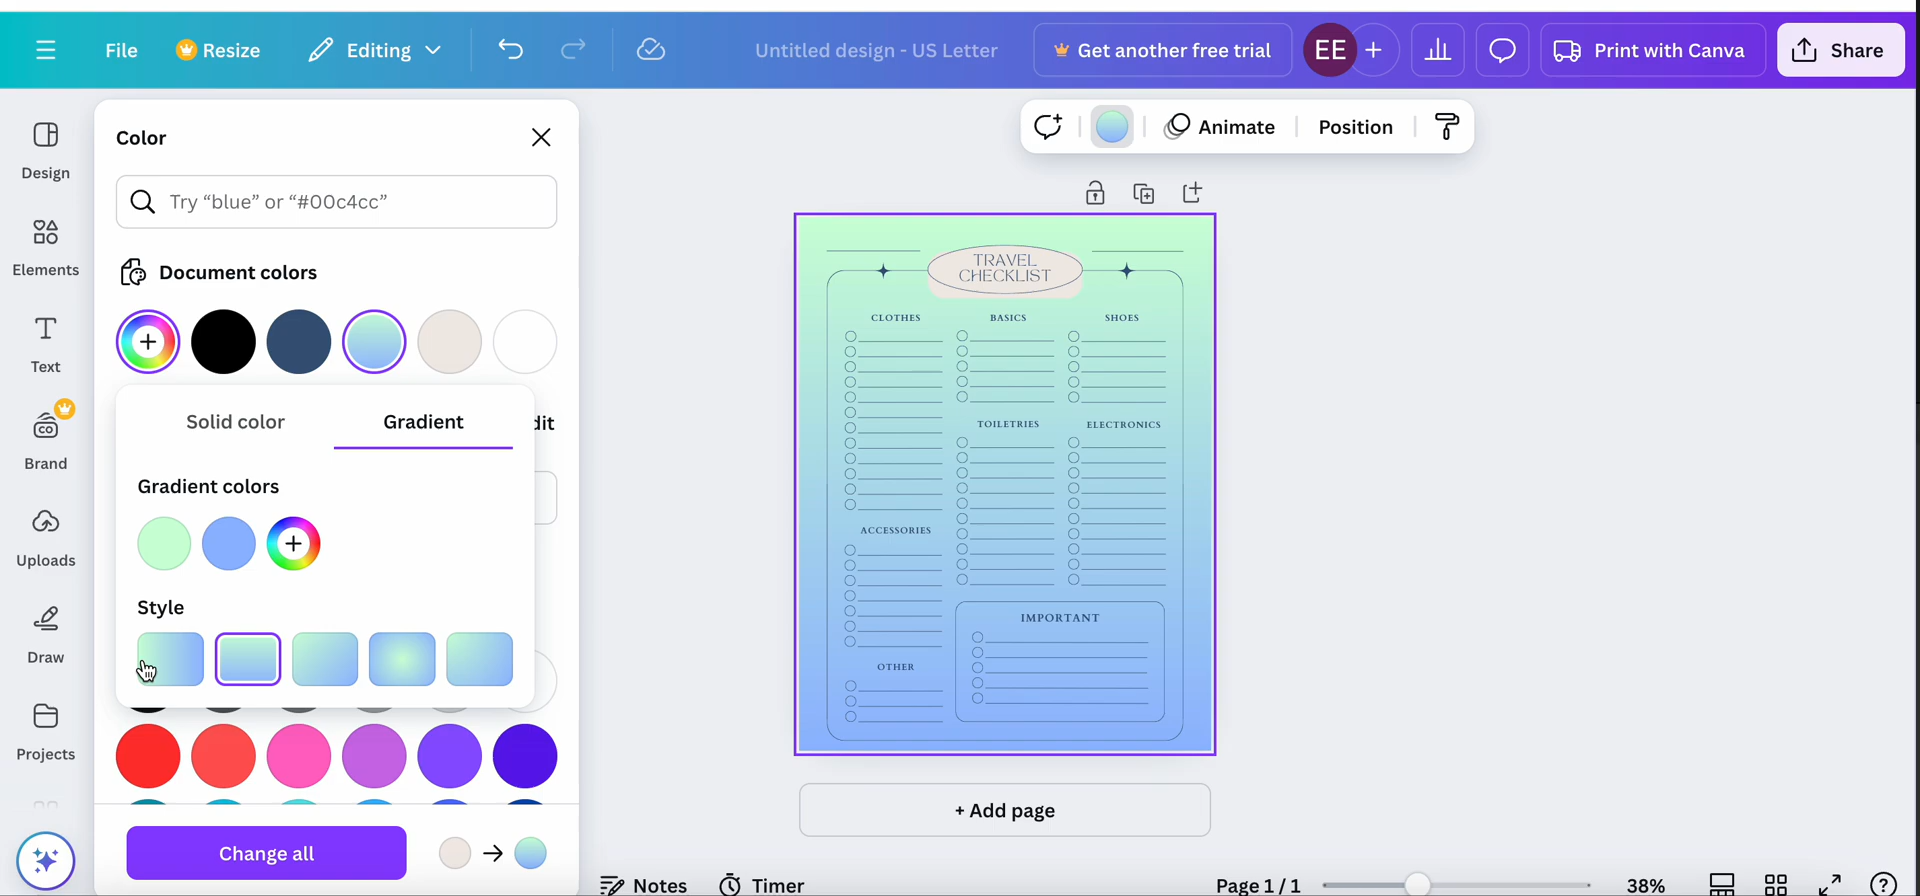 File
Resize
Editing
Untitled design - US Letter
Get another free trial
EE
+
Print with Canva
Share
Design
Elements
Text
Brand
CO
Uploads
Draw
Projects
Color
Try “blue” or “#00c4cc”
Document colors
Solid color
Gradient
dit
Gradient colors
Style
Change all
Animate
Position
TRAVEL
CHECKLIST
CLOTHES
BASICS
SHOES
TOILETRIES
ELECTRONICS
ACCESSORIES
IMPORTANT
OTHER
+ Add page
Notes
Timer
Page 1 / 1
38%